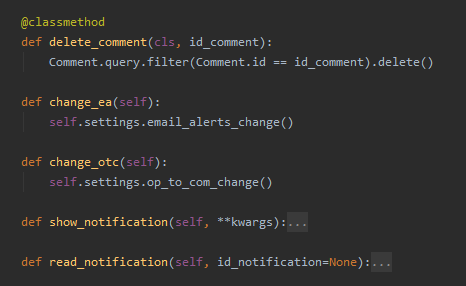 @classmethod
def delete_comment(cls, id_comment):
    Comment.query.filter(Comment.id == id_comment).delete()
def change_ea(self):
    self.settings.email_alerts_change()
def change_otc(self):
    self.settings.op_to_com_change()
def show_notification(self, **kwargs):...
def read_notification(self, id_notification=None):...